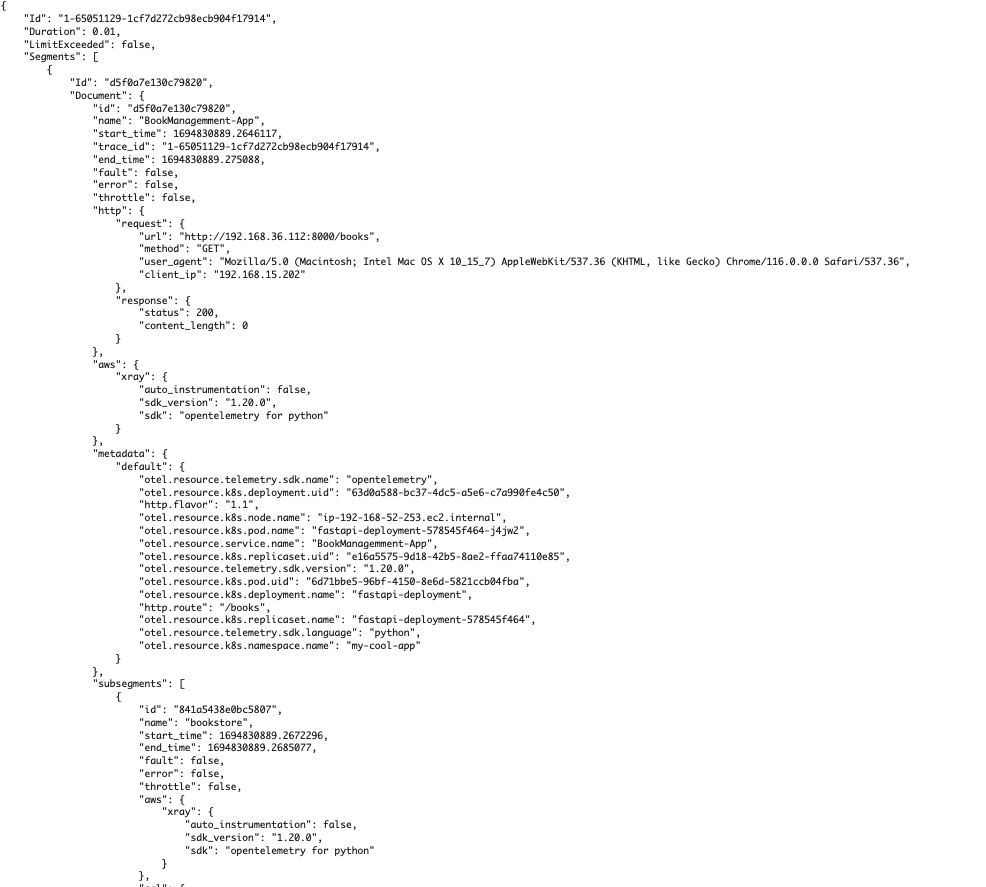 {
    "Id": "1-65051129-1cf7d272cb98ecb904f17914",
    "Duration": 0.01,
    "LimitExceeded": false,
    "Segments": [
        {
            "Id": "d5f0a7e130c79820",
            "Document": {
                "id": "d5f0a7e130c79820",
                "name": "BookManagemment-App",
                "start_time": 1694830889.2646117,
                "trace_id": "1-65051129-1cf7d272cb98ecb904f17914",
                "end_time": 1694830889.275088,
                "fault": false,
                "error": false,
                "throttle": false,
                "http": {
                    "request": {
                        "url": "http://192.168.36.112:8000/books",
                        "method": "GET",
                        "user_agent": "Mozilla/5.0 (Macintosh; Intel Mac OS X 10_15_7) AppleWebKit/537.36 (KHTML, like Gecko) Chrome/116.0.0.0 Safari/537.36",
                        "client_ip": "192.168.15.202"
                    },
                    "response": {
                        "status": 200,
                        "content_length": 0
                    }
                },
                "aws": {
                    "xray": {
                        "auto_instrumentation": false,
                        "sdk_version": "1.20.0",
                        "sdk": "opentelemetry for python"
                    }
                },
                "metadata": {
                    "default": {
                        "otel.resource.telemetry.sdk.name": "opentelemetry",
                        "otel.resource.k8s.deployment.uid": "63d0a588-bc37-4dc5-a5e6-c7a990fe4c50",
                        "http.flavor": "1.1",
                        "otel.resource.k8s.node.name": "ip-192-168-52-253.ec2.internal",
                        "otel.resource.k8s.pod.name": "fastapi-deployment-578545f464-j4jw2",
                        "otel.resource.service.name": "BookManagemment-App",
                        "otel.resource.k8s.replicaset.uid": "e16a5575-9d18-42b5-8ae2-ffaa74110e85",
                        "otel.resource.telemetry.sdk.version": "1.20.0",
                        "otel.resource.k8s.pod.uid": "6d71bbe5-96bf-4150-8e6d-5821ccb04fba",
                        "otel.resource.k8s.deployment.name": "fastapi-deployment",
                        "http.route": "/books",
                        "otel.resource.k8s.replicaset.name": "fastapi-deployment-578545f464",
                        "otel.resource.telemetry.sdk.language": "python",
                        "otel.resource.k8s.namespace.name": "my-cool-app"
                    }
                },
                "subsegments": [
                    {
                        "id": "841a5438e0bc5807",
                        "name": "bookstore",
                        "start_time": 1694830889.2672296,
                        "end_time": 1694830889.2685077,
                        "fault": false,
                        "error": false,
                        "throttle": false,
                        "aws": {
                            "xray": {
                                "auto_instrumentation": false,
                                "sdk_version": "1.20.0",
                                "sdk": "opentelemetry for python"
                            }
                        },